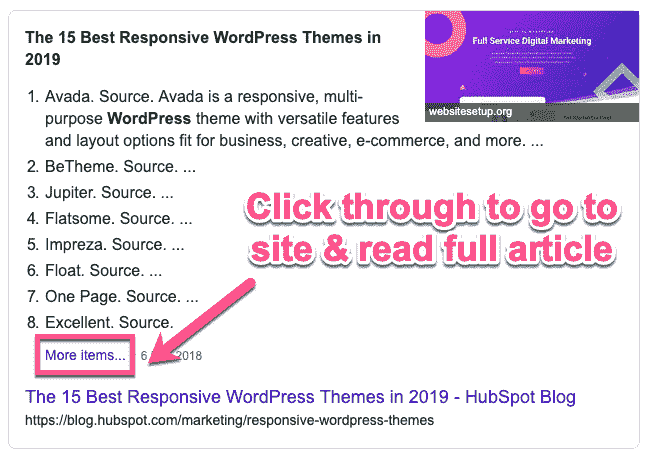 The 15 Best Responsive WordPress Themes in
2019
Full Service Digital Marketing
websitesetup.org
1. Avada. Source. Avada is a responsive, multi-
purpose WordPress theme with versatile features
and layout options fit for business, creative, e-commerce, and more. ...
2. BeTheme. Source. ...
3. Jupiter. Source. ...
4. Flatsome. Source. ...
5. Impreza. Source. ...
6. Float. Source. ...
7. One Page. Source. ...
8. Excellent. Source.
Click through to go to
site & read full article
More items... 6 2018
The 15 Best Responsive WordPress Themes in 2019 - HubSpot Blog
https://blog.hubspot.com/marketing/responsive-wordpress-themes